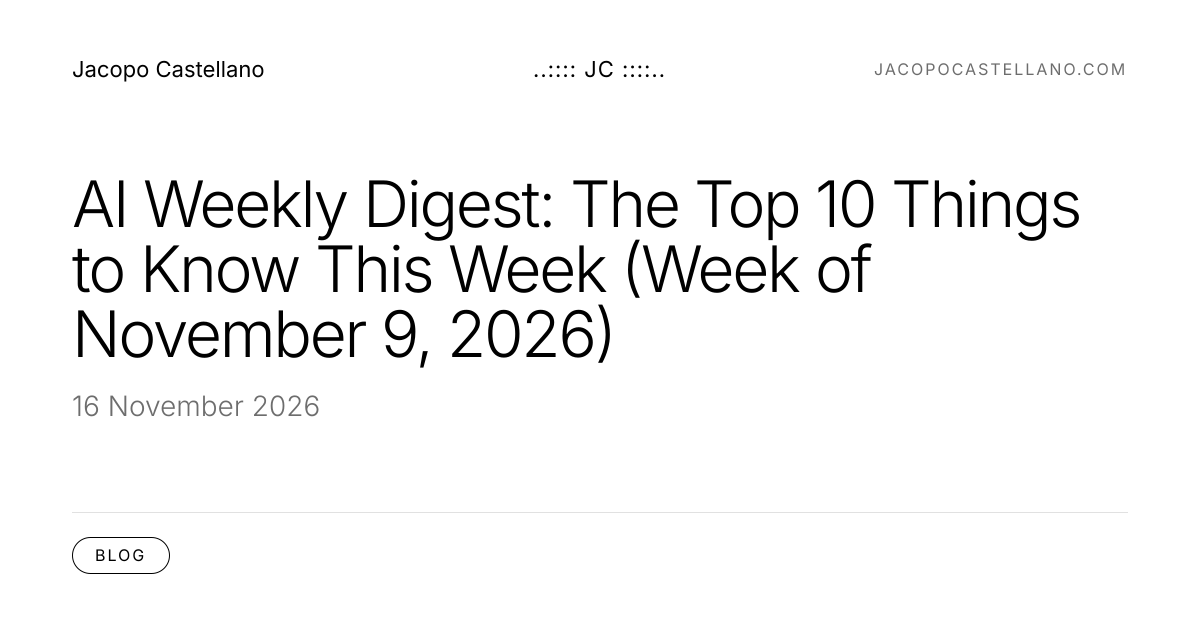 Jacopo Castellano
..:::: JC ::::..
JACOPOCASTELLANO.COM
AI Weekly Digest: The Top 10 Things
to Know This Week (Week of
November 9, 2026)
16 November 2026
BLOG